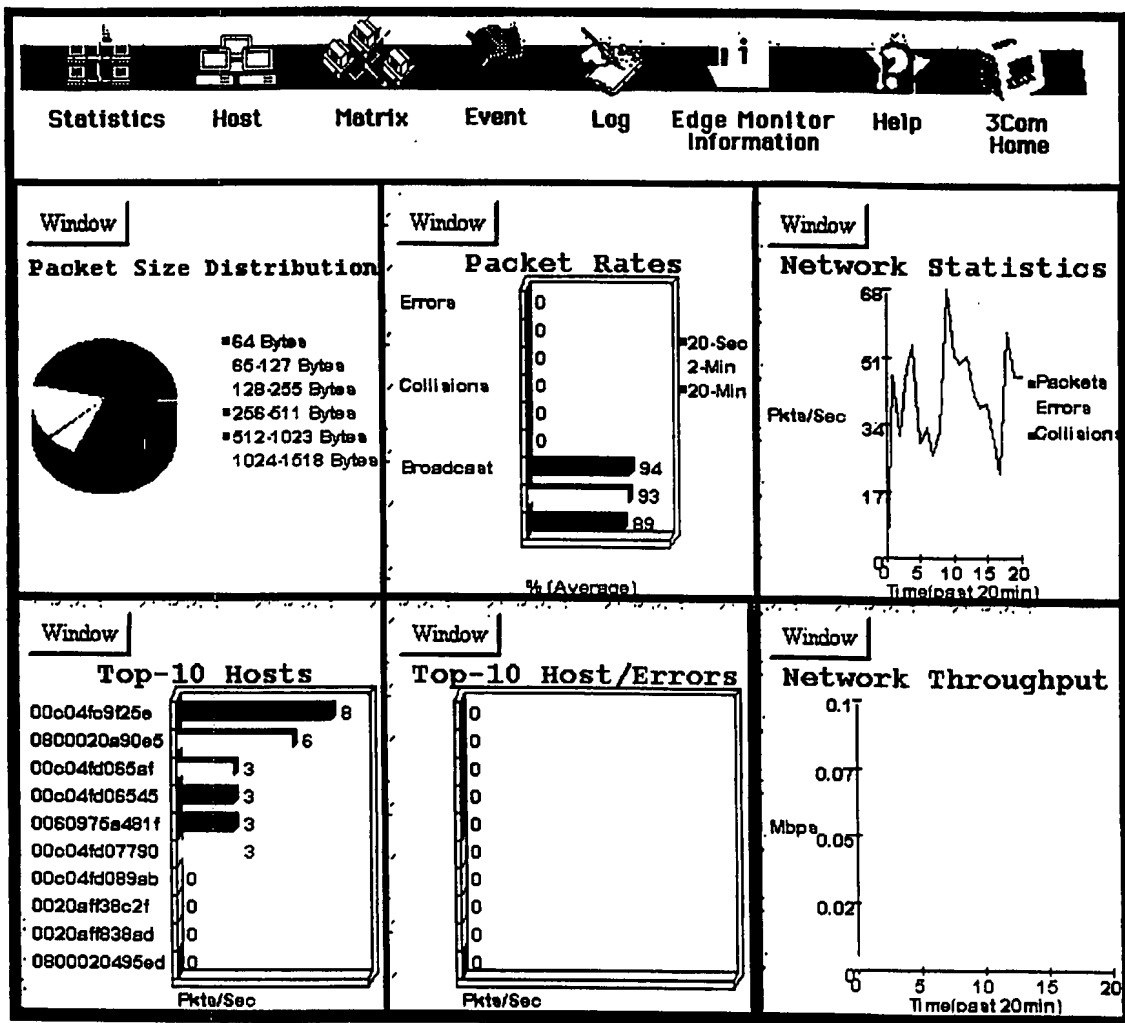 Statistics
Host
Matrix
Event
Log
Edge Monitor
Information
Help
3Com
Home
Window
Packet Size Distribution
64 Bytes
65-127 Bytes
128-255 Bytes
256-511 Bytes
512-1023 Bytes
1024-1518 Bytes
Window
Packet Rates
Errors
0
0
0
Collisions
0
0
0
Broadcast
94
93
89
20-Sec
2-Min
20-Min
% (Average)
Window
Network Statistics
68
51
34
17
0
Pkts/Sec
0 5 10 15 20
Time(past 20min)
Packets
Errors
Collisions
Window
Top-10 Hosts
00c04fc9f25e 8
0800020a90e5 6
00c04fd065af 3
00c04fd06545 3
0060975a481f 3
00c04fd07790 3
00c04fd089ab 0
0020aff38c2f 0
0020aff838ad 0
0800020495ed 0
Pkts/Sec
Window
Top-10 Host/Errors
0
0
0
0
0
0
0
0
0
0
Pkts/Sec
Window
Network Throughput
0.1
0.07
Mbps
0.05
0.02
0
0 5 10 15 20
Time(past 20min)